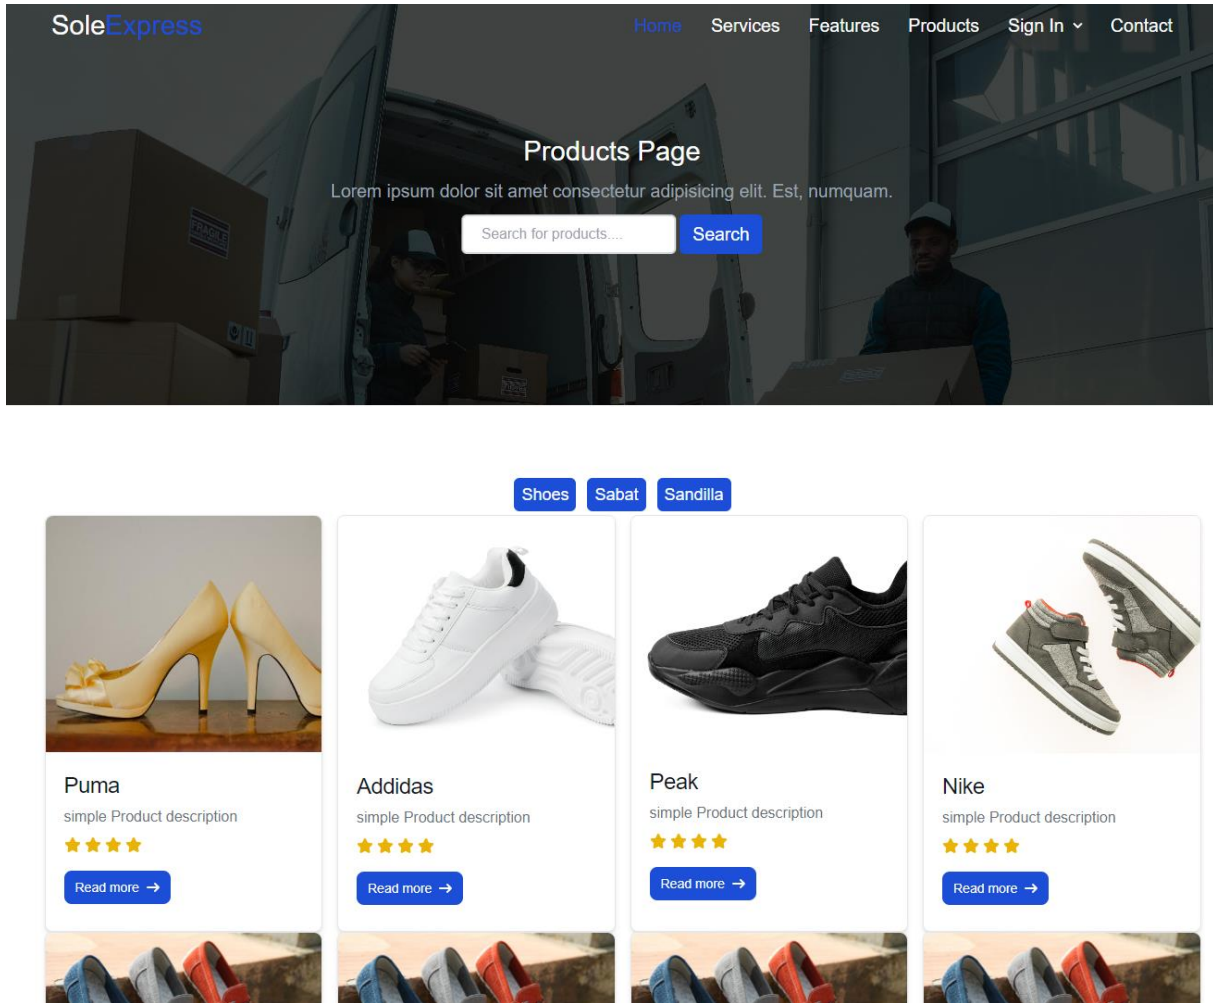 SoleExpress
Home Services Features Products Sign In Contact
Products Page
Lorem ipsum dolor sit amet consectetur adipisicing elit. Est, numquam.
Search for products.... Search
FRAGILE
Shoes Sabat Sandilla
Puma
simple Product description
Read more →
Addidas
simple Product description
Read more →
Peak
simple Product description
Read more →
Nike
simple Product description
Read more →